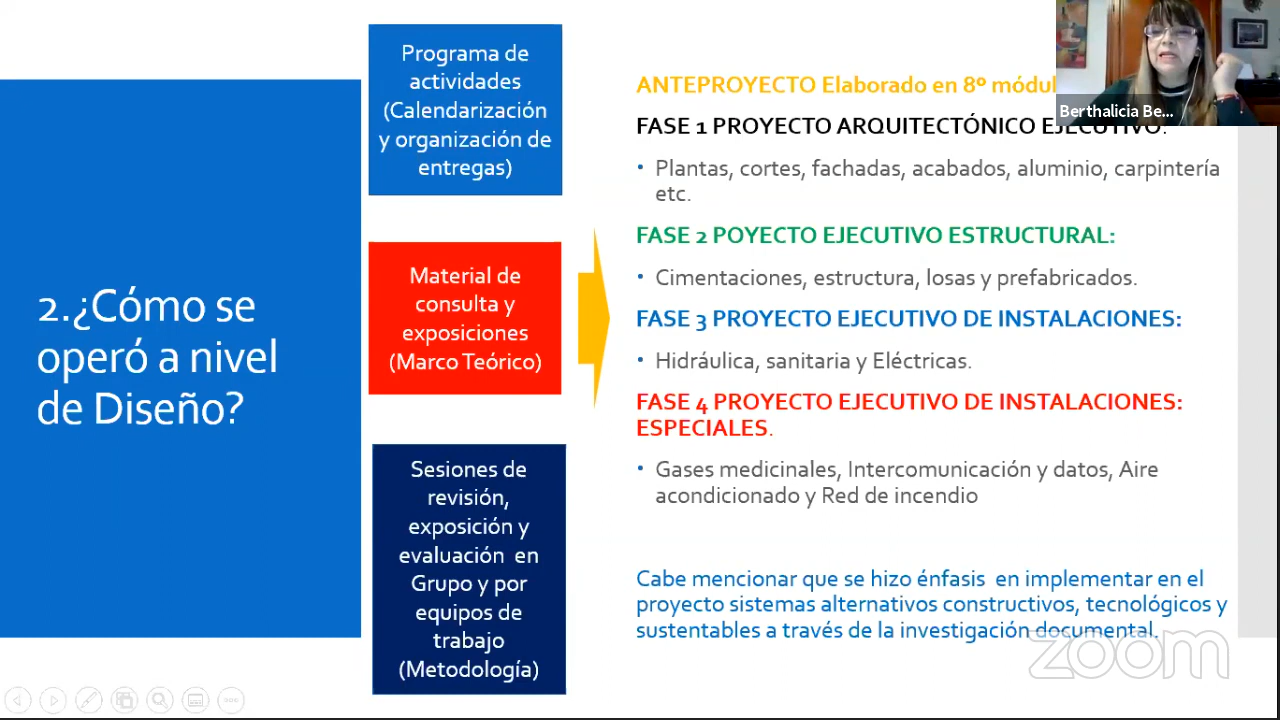 2.¿Cómo se
operó a nivel
de Diseño?
Programa de
actividades
(Calendarización
y organización de
entregas)
Material de
consulta y
exposiciones
(Marco Teórico)
Sesiones de
revisión,
exposición y
evaluación en
Grupo y por
equipos de
trabajo
(Metodología)
ANTEPROYECTO Elaborado en 8º módul
FASE 1 PROYECTO ARQUITECTÓNICO EJECUTIVO:
• Plantas, cortes, fachadas, acabados, aluminio, carpintería
etc.
FASE 2 POYECTO EJECUTIVO ESTRUCTURAL:
• Cimentaciones, estructura, losas y prefabricados.
FASE 3 PROYECTO EJECUTIVO DE INSTALACIONES:
• Hidráulica, sanitaria y Eléctricas.
FASE 4 PROYECTO EJECUTIVO DE INSTALACIONES:
ESPECIALES.
• Gases medicinales, Intercomunicación y datos, Aire
acondicionado y Red de incendio
Cabe mencionar que se hizo énfasis en implementar en el
proyecto sistemas alternativos constructivos, tecnológicos y
sustentables a través de la investigación documental.
Berthalicia Be...
zoom